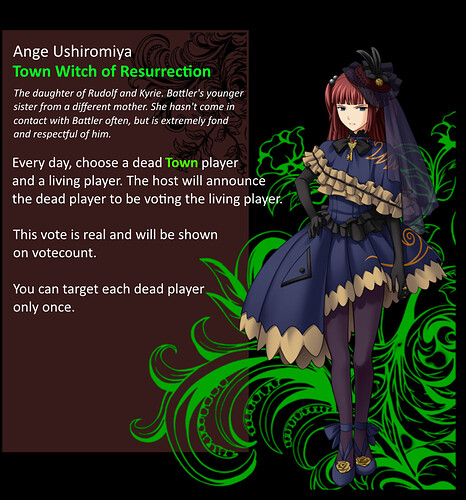 Ange Ushiromiya
Town Witch of Resurrection
The daughter of Rudolf and Kyrie. Battler's younger
sister from a different mother. She hasn't come in
contact with Battler often, but is extremely fond
and respectful of him.
Every day, choose a dead Town player
and a living player. The host will announce
the dead player to be voting the living player.
This vote is real and will be shown
on votecount.
You can target each dead player
only once.